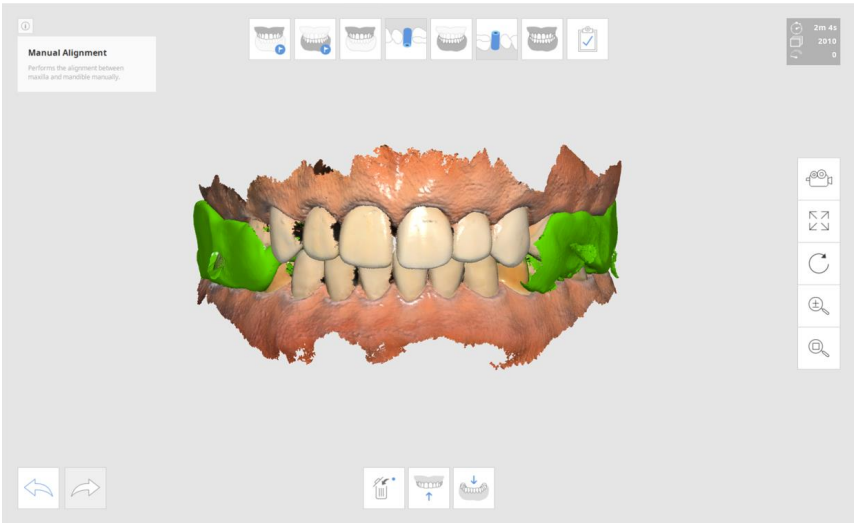 Manual Alignment
Performs the alignment between
maxilla and mandible manually.
2m 4s
2010
0